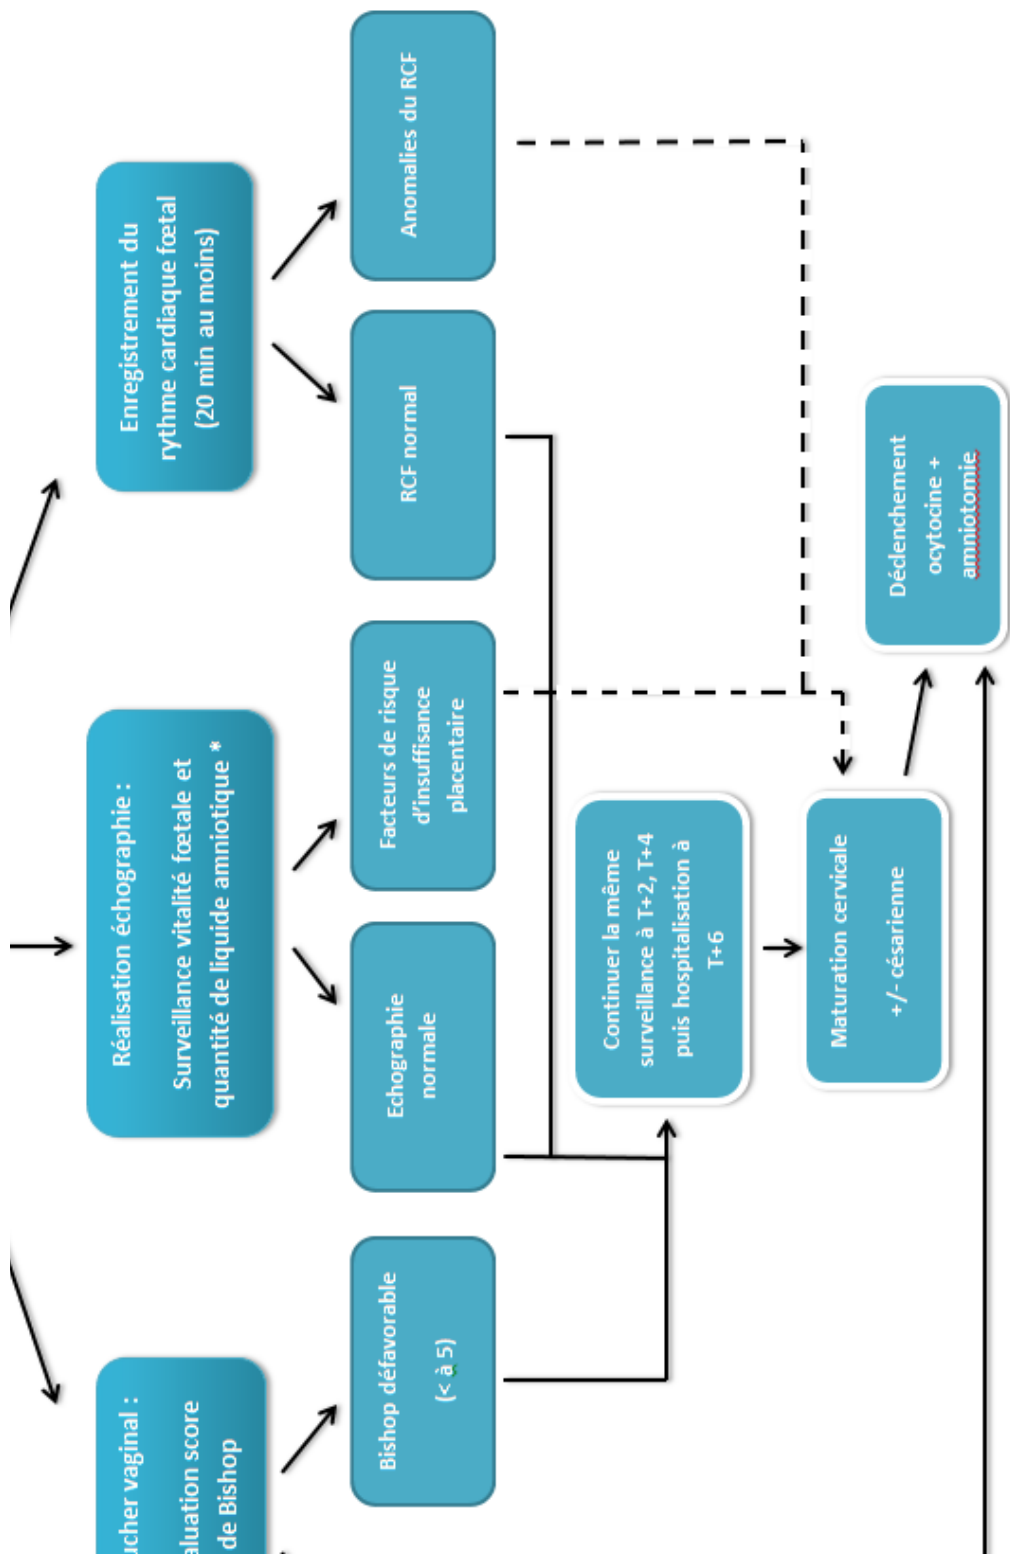 ucher vaginal :
aluation score
de Bishop
Réalisation échographie :
Surveillance vitalité fœtale et
quantité de liquide amniotique *
Enregistrement du
rythme cardiaque fœtal
(20 min au moins)
Bishop défavorable
(< à 5)
Echographie
normale
Facteurs de risque
d'insuffisance
placentaire
RCF normal
Anomalies du RCF
Continuer la même
surveillance à T+2, T+4
puis hospitalisation à
T+6
Maturation cervicale
+/- césarienne
Déclenchement
ocytocine +
amniotomie